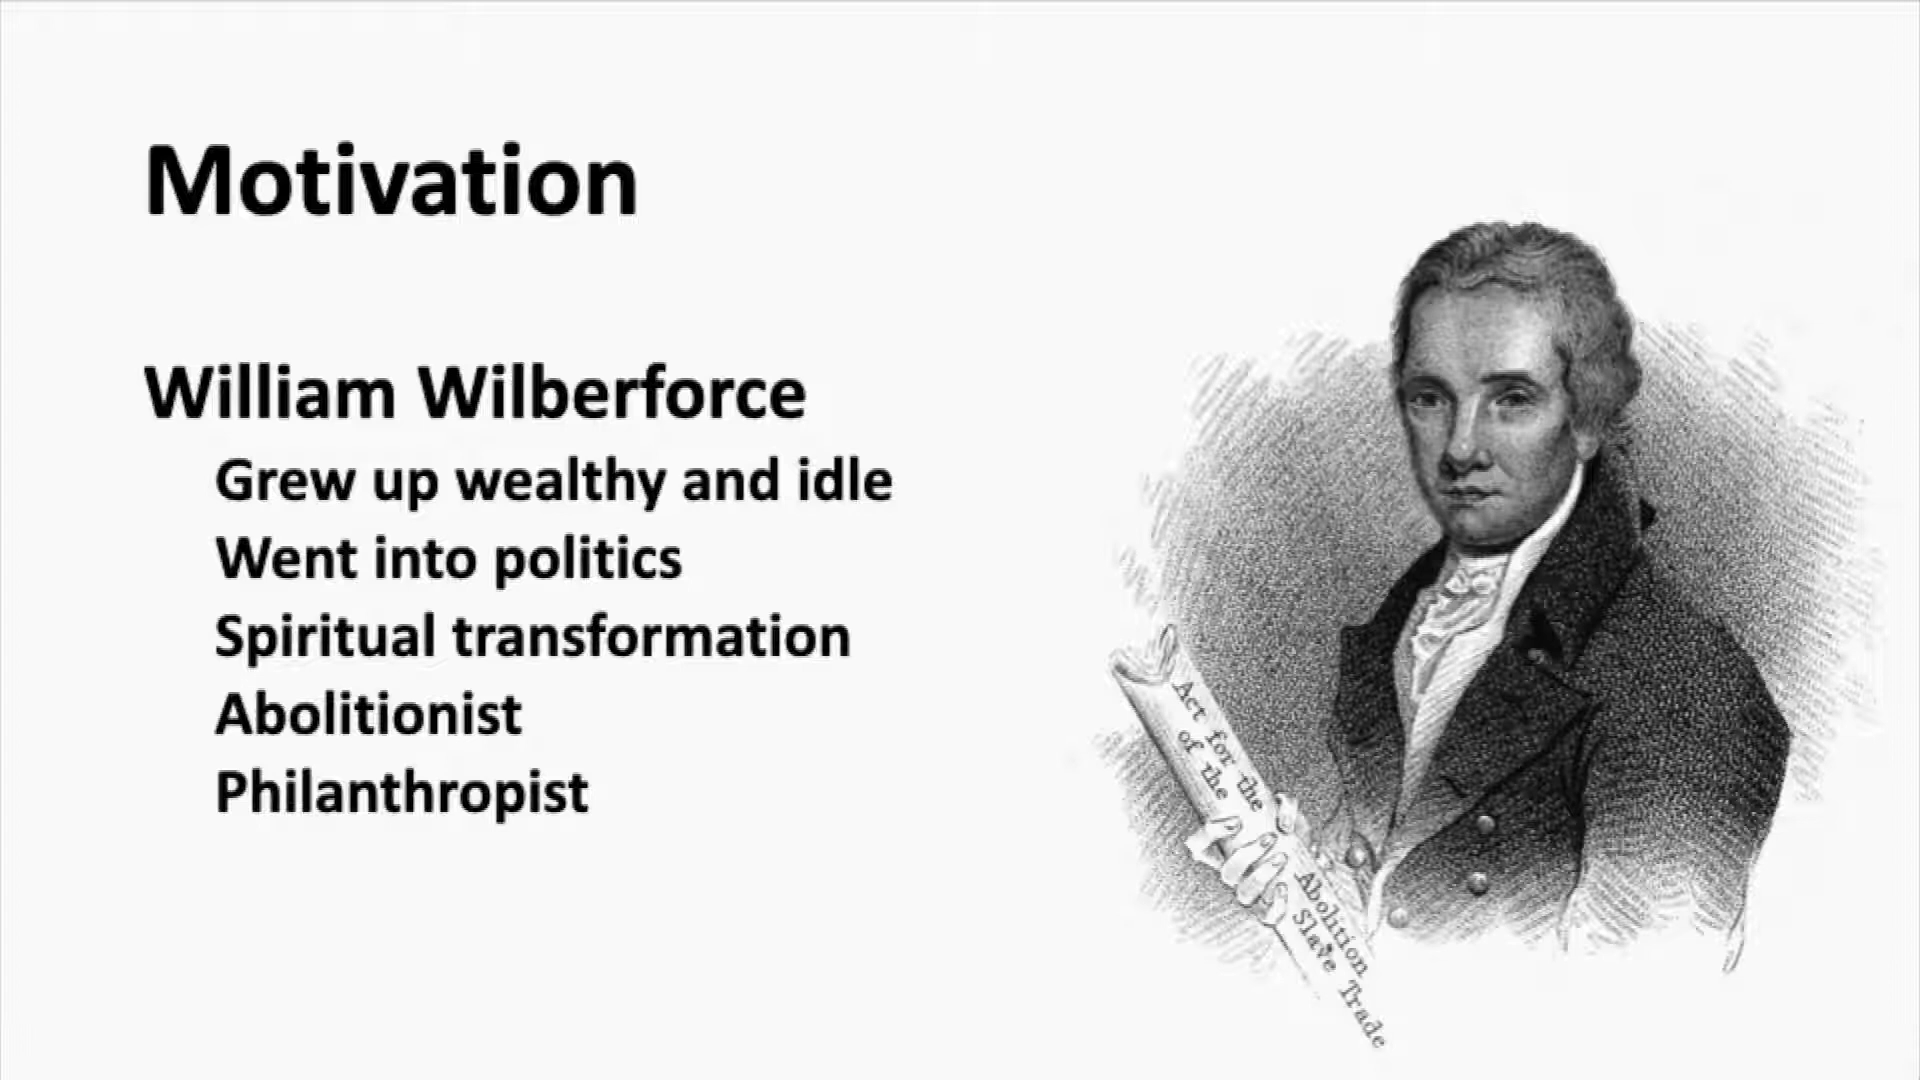 Motivation
William Wilberforce
Grew up wealthy and idle
Went into politics
Spiritual transformation
Abolitionist
Philanthropist
Act for the Abolition
of the Slave Trade